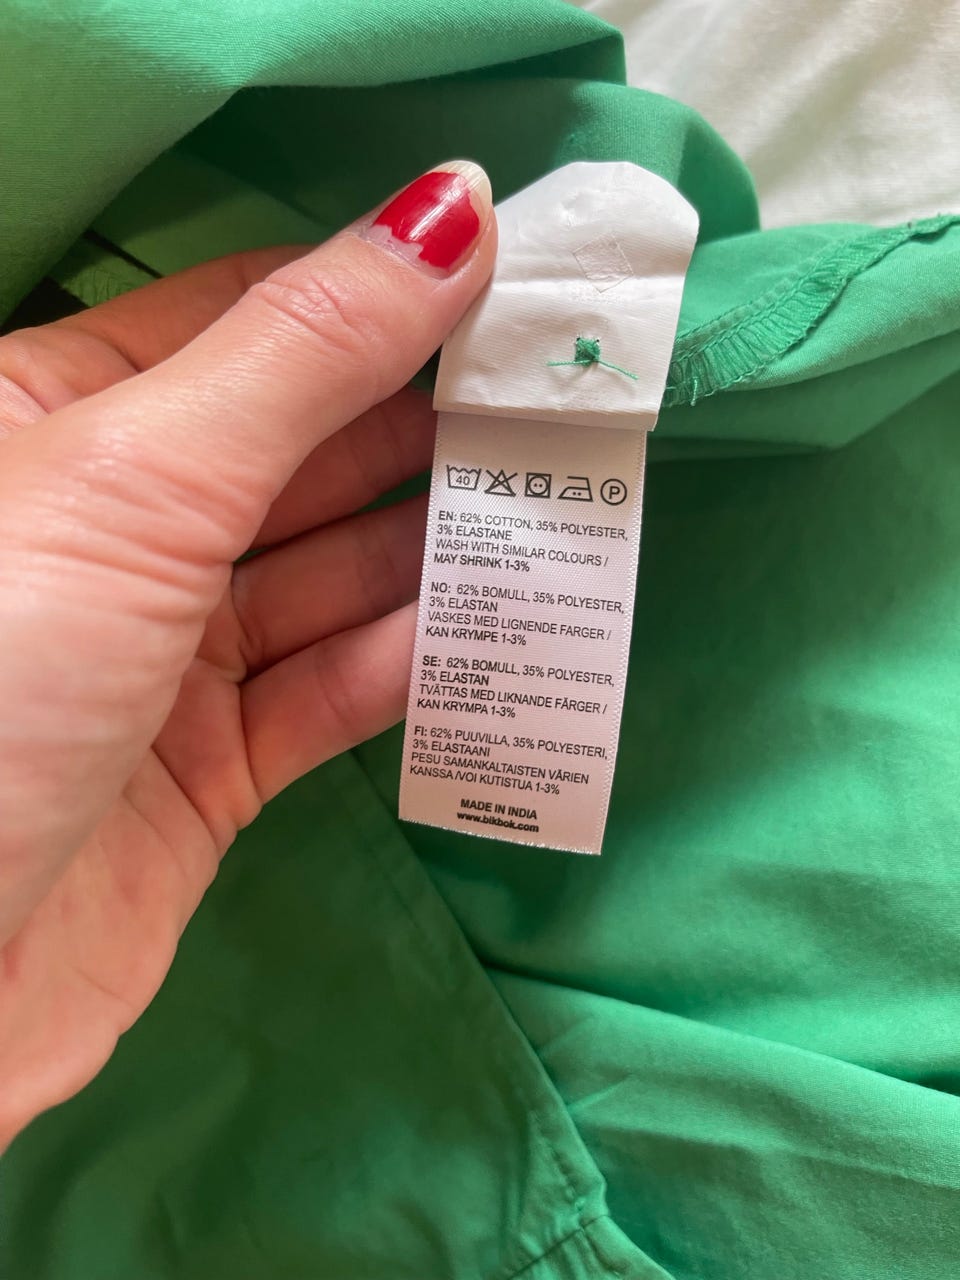 40 P
EN: 62% COTTON, 35% POLYESTER,
3% ELASTANE
WASH WITH SIMILAR COLOURS /
MAY SHRINK 1-3%
NO: 62% BOMULL, 35% POLYESTER,
3% ELASTAN
VASKES MED LIGNENDE FARGER /
KAN KRYMPE 1-3%
SE: 62% BOMULL, 35% POLYESTER,
3% ELASTAN
TVÄTTAS MED LIKNANDE FÄRGER /
KAN KRYMPA 1-3%
FI: 62% PUUVILLA, 35% POLYESTERI,
3% ELASTAANI
PESU SAMANKALTAISTEN VÄRIEN
KANSSA /VOI KUTISTUA 1-3%
MADE IN INDIA
www.bikbok.com